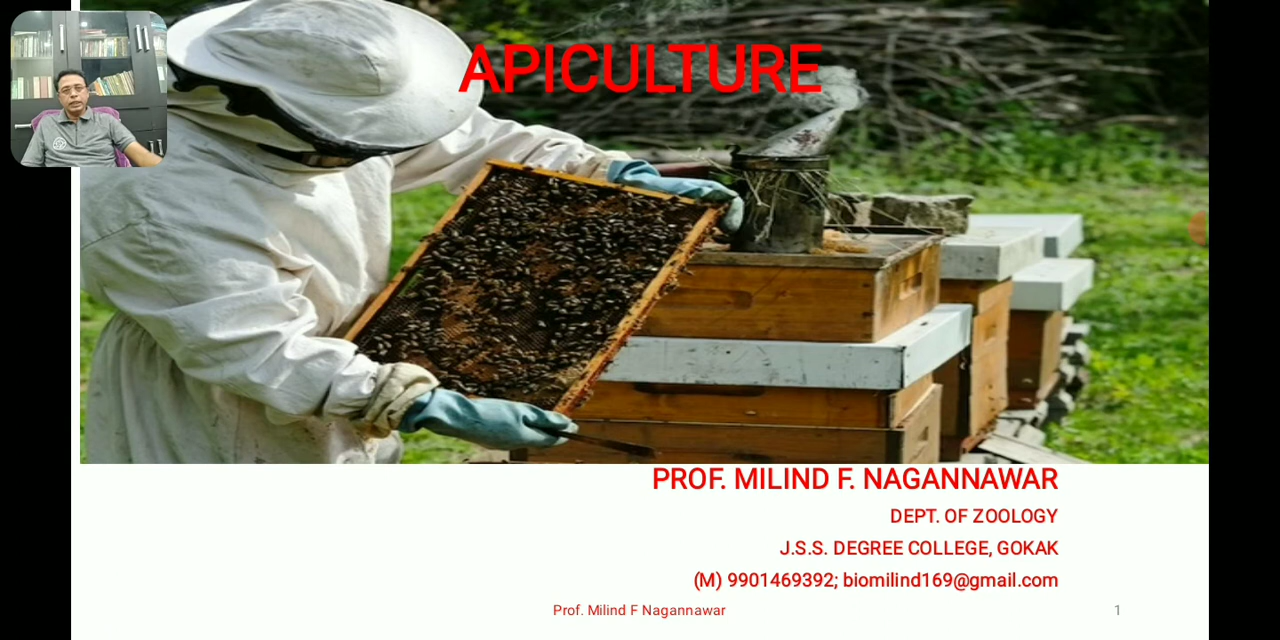 APICULTURE
PROF. MILIND F. NAGANNAWAR
DEPT. OF ZOOLOGY
J.S.S. DEGREE COLLEGE, GOKAK
(M) 9901469392; biomilind169@gmail.com
Prof. Milind F Nagannawar
1